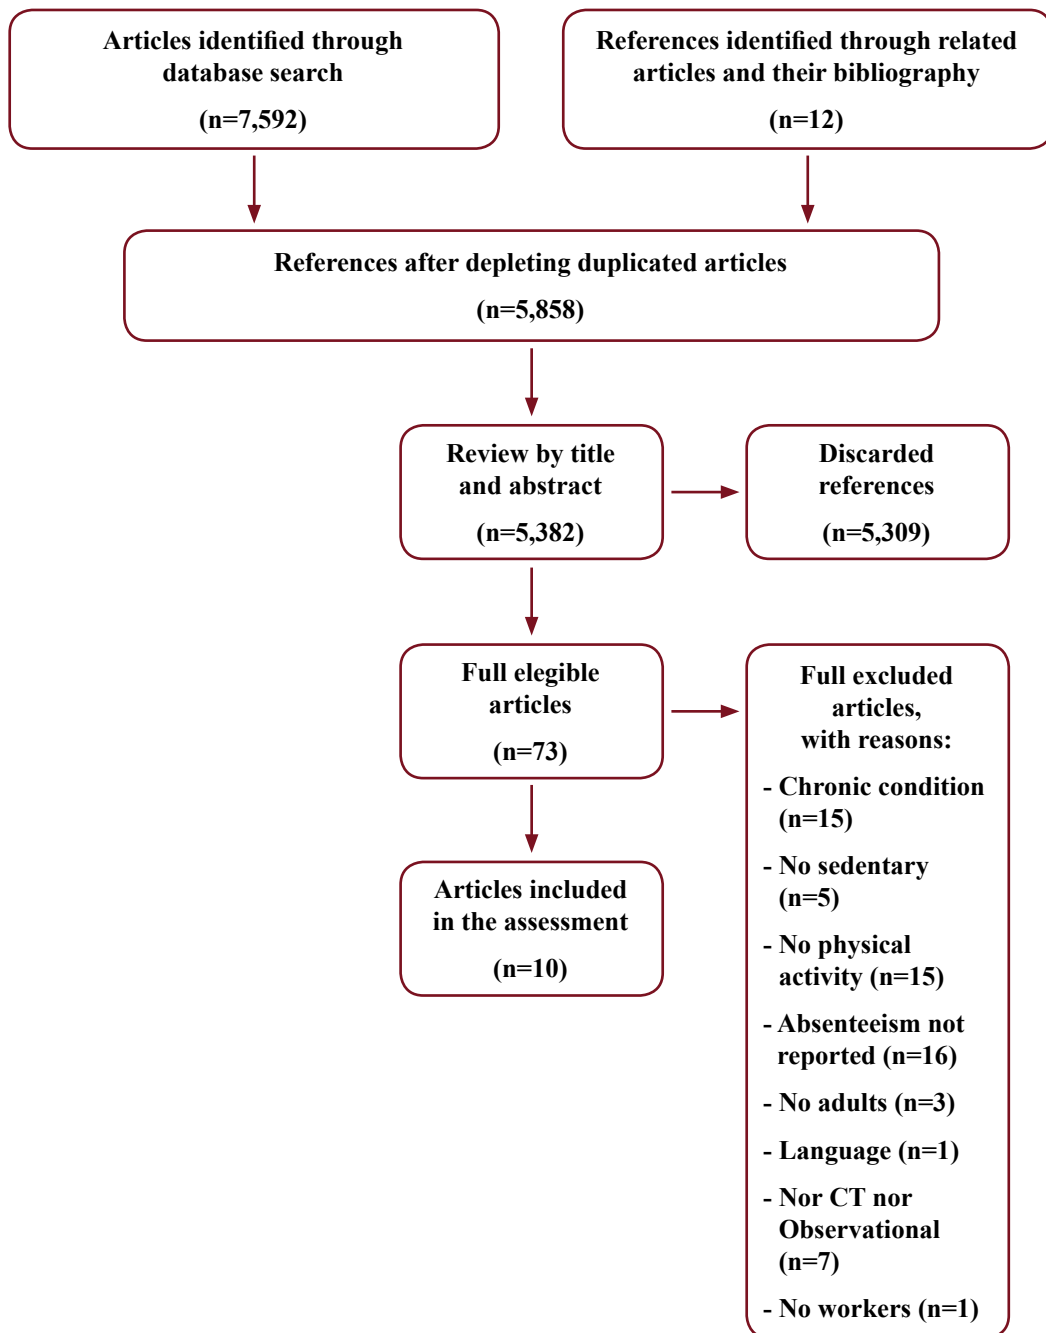 Articles identified through
database search
(n=7,592)
References identified through related
articles and their bibliography
(n=12)
References after depleting duplicated articles
(n=5,858)
Review by title
and abstract
(n=5,382)
Discarded
references
(n=5,309)
Full elegible
articles
(n=73)
Full excluded
articles,
with reasons:
- Chronic condition
(n=15)
- No sedentary
(n=5)
- No physical
activity (n=15)
- Absenteeism not
reported (n=16)
- No adults (n=3)
- Language (n=1)
- Nor CT nor
Observational
(n=7)
- No workers (n=1)
Articles included
in the assessment
(n=10)